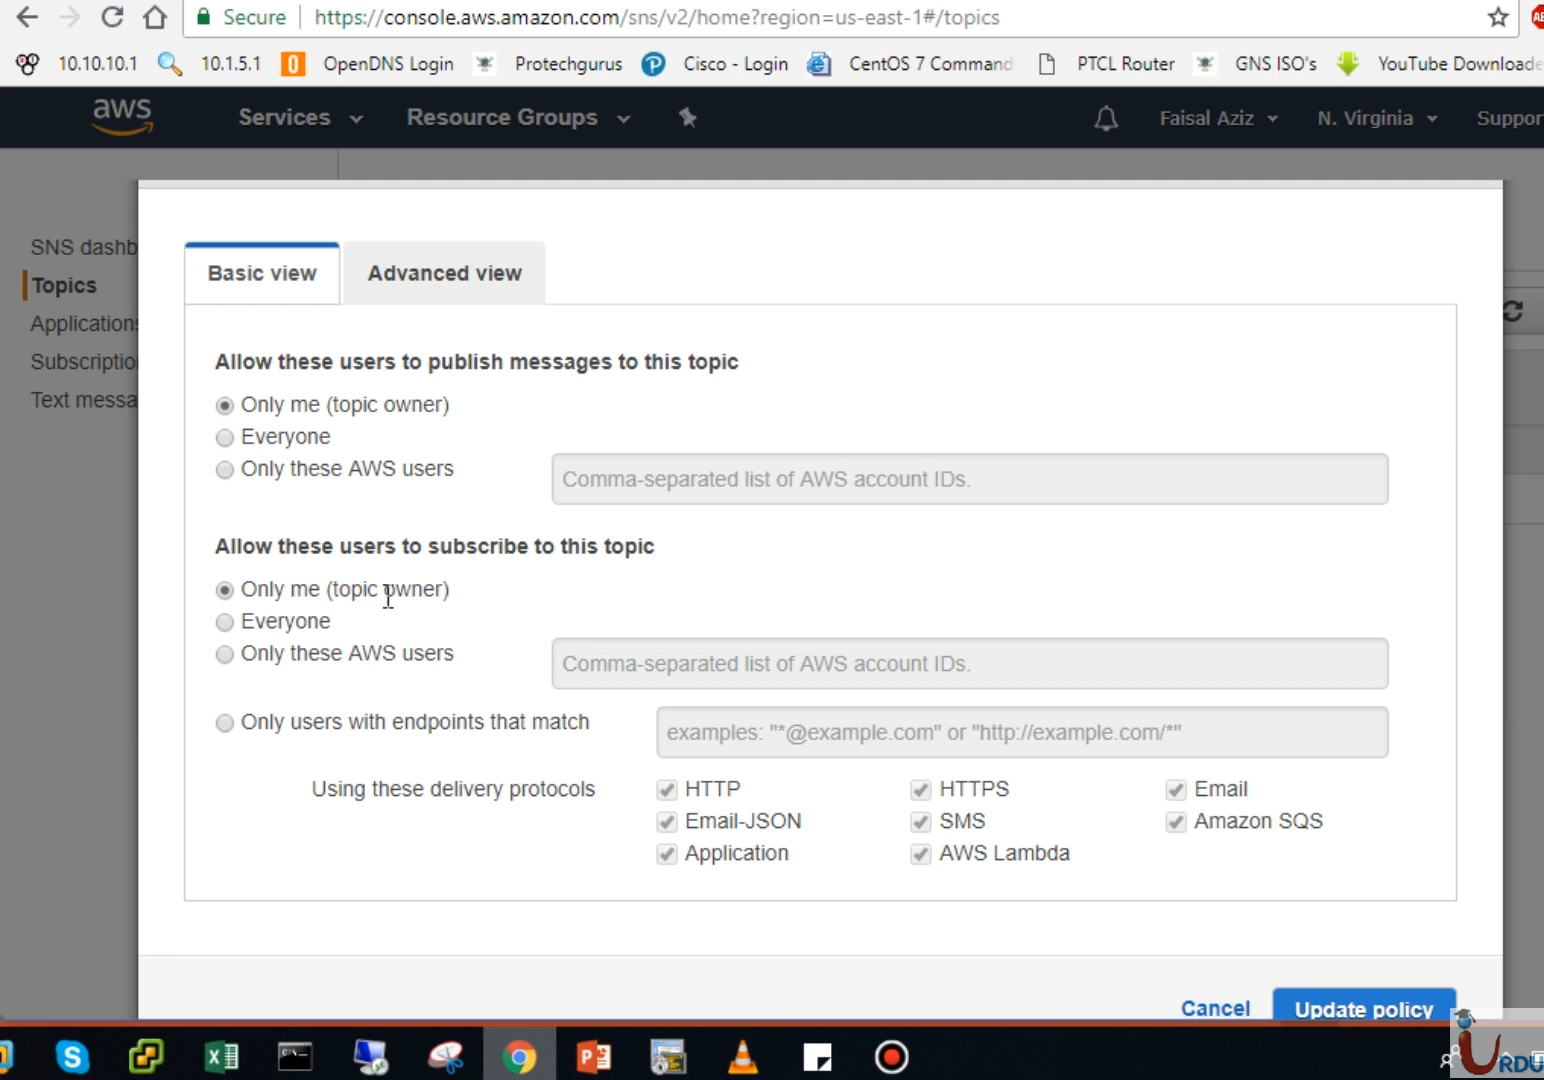 Secure https://console.aws.amazon.com/sns/v2/home?region=us-east-1#/topics
10.10.10.1 10.1.5.1 OpenDNS Login Protechgurus Cisco - Login CentOS 7 Command PTCL Router GNS ISO's YouTube Downloade
aws Services Resource Groups Faisal Aziz N. Virginia Suppor
SNS dashb
Topics
Applications
Subscriptio
Text messa
Basic view Advanced view
Allow these users to publish messages to this topic
Only me (topic owner)
Everyone
Only these AWS users Comma-separated list of AWS account IDs.
Allow these users to subscribe to this topic
Only me (topic owner)
Everyone
Only these AWS users Comma-separated list of AWS account IDs.
Only users with endpoints that match examples: "*@example.com" or "http://example.com/*"
Using these delivery protocols HTTP HTTPS Email
Email-JSON SMS Amazon SQS
Application AWS Lambda
Cancel Update policy
URDU